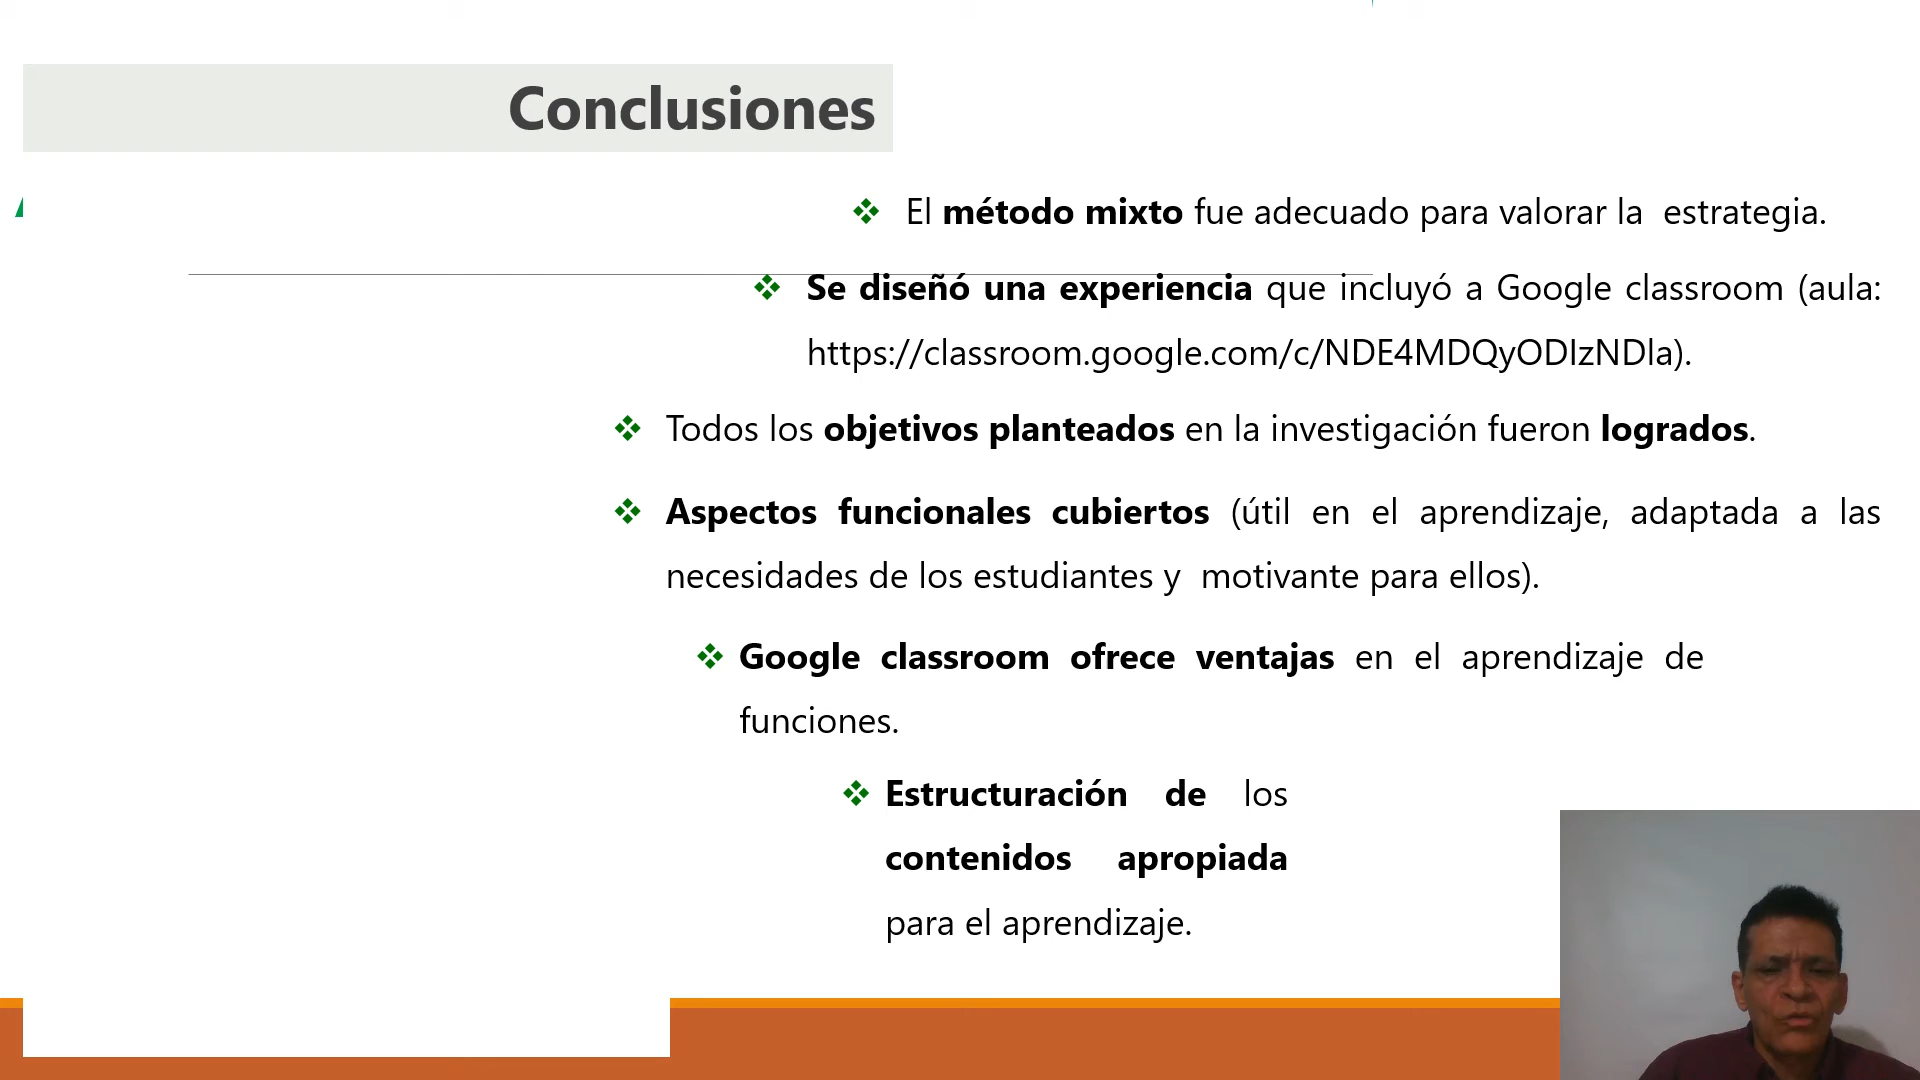 Conclusiones
❖ El método mixto fue adecuado para valorar la estrategia.
❖ Se diseñó una experiencia que incluyó a Google classroom (aula:
https://classroom.google.com/c/NDE4MDQyODIzNDla).
❖ Todos los objetivos planteados en la investigación fueron logrados.
❖ Aspectos funcionales cubiertos (útil en el aprendizaje, adaptada a las
necesidades de los estudiantes y motivante para ellos).
❖ Google classroom ofrece ventajas en el aprendizaje de
funciones.
❖ Estructuración de los
contenidos apropiada
para el aprendizaje.